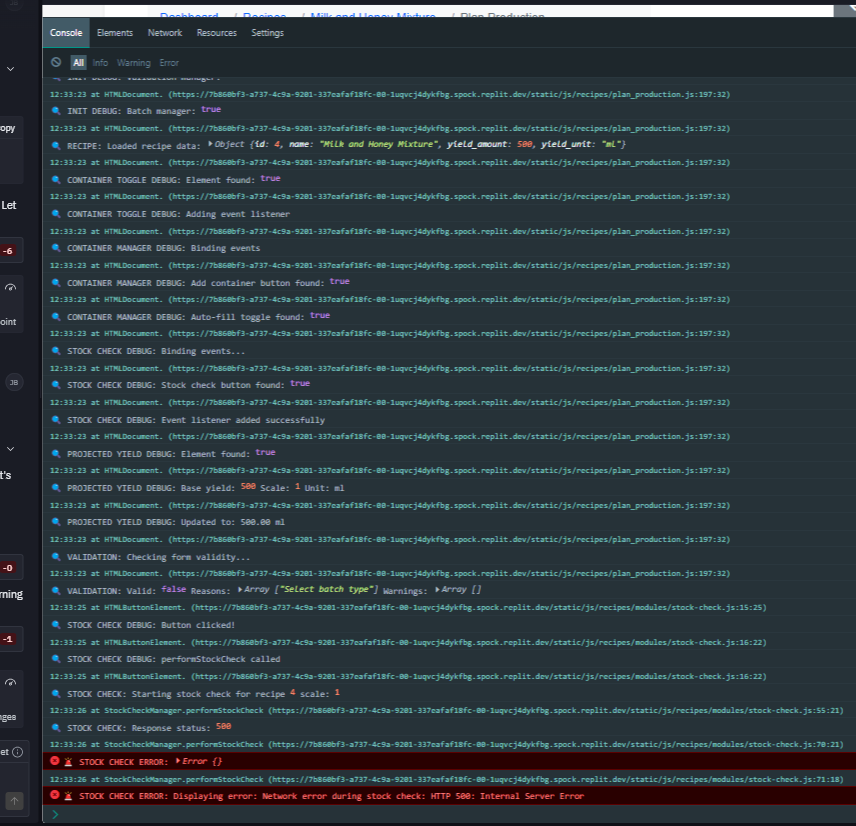 Dashboard / Recipes / Milk and Honey Mixture / Plan Production
Console Elements Network Resources Settings
All Info Warning Error
INIT DEBUG: Validation manager:
12:33:23 at HTMLDocument. (https://7b860bf3-a737-4c9a-9201-337eafaf18fc-00-1uqvcj4dykfbg.spock.replit.dev/static/js/recipes/plan_production.js:197:32)
INIT DEBUG: Batch manager: true
12:33:23 at HTMLDocument. (https://7b860bf3-a737-4c9a-9201-337eafaf18fc-00-1uqvcj4dykfbg.spock.replit.dev/static/js/recipes/plan_production.js:197:32)
RECIPE: Loaded recipe data: Object {id: 4, name: "Milk and Honey Mixture", yield_amount: 500, yield_unit: "mL"}
12:33:23 at HTMLDocument. (https://7b860bf3-a737-4c9a-9201-337eafaf18fc-00-1uqvcj4dykfbg.spock.replit.dev/static/js/recipes/plan_production.js:197:32)
CONTAINER TOGGLE DEBUG: Element found: true
12:33:23 at HTMLDocument. (https://7b860bf3-a737-4c9a-9201-337eafaf18fc-00-1uqvcj4dykfbg.spock.replit.dev/static/js/recipes/plan_production.js:197:32)
CONTAINER TOGGLE DEBUG: Adding event listener
12:33:23 at HTMLDocument. (https://7b860bf3-a737-4c9a-9201-337eafaf18fc-00-1uqvcj4dykfbg.spock.replit.dev/static/js/recipes/plan_production.js:197:32)
CONTAINER MANAGER DEBUG: Binding events
12:33:23 at HTMLDocument. (https://7b860bf3-a737-4c9a-9201-337eafaf18fc-00-1uqvcj4dykfbg.spock.replit.dev/static/js/recipes/plan_production.js:197:32)
CONTAINER MANAGER DEBUG: Add container button found: true
12:33:23 at HTMLDocument. (https://7b860bf3-a737-4c9a-9201-337eafaf18fc-00-1uqvcj4dykfbg.spock.replit.dev/static/js/recipes/plan_production.js:197:32)
CONTAINER MANAGER DEBUG: Auto-fill toggle found: true
12:33:23 at HTMLDocument. (https://7b860bf3-a737-4c9a-9201-337eafaf18fc-00-1uqvcj4dykfbg.spock.replit.dev/static/js/recipes/plan_production.js:197:32)
STOCK CHECK DEBUG: Binding events...
12:33:23 at HTMLDocument. (https://7b860bf3-a737-4c9a-9201-337eafaf18fc-00-1uqvcj4dykfbg.spock.replit.dev/static/js/recipes/plan_production.js:197:32)
STOCK CHECK DEBUG: Stock check button found: true
12:33:23 at HTMLDocument. (https://7b860bf3-a737-4c9a-9201-337eafaf18fc-00-1uqvcj4dykfbg.spock.replit.dev/static/js/recipes/plan_production.js:197:32)
STOCK CHECK DEBUG: Event listener added successfully
12:33:23 at HTMLDocument. (https://7b860bf3-a737-4c9a-9201-337eafaf18fc-00-1uqvcj4dykfbg.spock.replit.dev/static/js/recipes/plan_production.js:197:32)
PROJECTED YIELD DEBUG: Element found: true
12:33:23 at HTMLDocument. (https://7b860bf3-a737-4c9a-9201-337eafaf18fc-00-1uqvcj4dykfbg.spock.replit.dev/static/js/recipes/plan_production.js:197:32)
PROJECTED YIELD DEBUG: Base yield: 500 Scale: 1 Unit: ml
12:33:23 at HTMLDocument. (https://7b860bf3-a737-4c9a-9201-337eafaf18fc-00-1uqvcj4dykfbg.spock.replit.dev/static/js/recipes/plan_production.js:197:32)
PROJECTED YIELD DEBUG: Updated to: 500.00 ml
12:33:23 at HTMLDocument. (https://7b860bf3-a737-4c9a-9201-337eafaf18fc-00-1uqvcj4dykfbg.spock.replit.dev/static/js/recipes/plan_production.js:197:32)
VALIDATION: Checking form validity...
12:33:23 at HTMLDocument. (https://7b860bf3-a737-4c9a-9201-337eafaf18fc-00-1uqvcj4dykfbg.spock.replit.dev/static/js/recipes/plan_production.js:197:32)
VALIDATION: Valid: false Reasons: Array ["Select batch type"] Warnings: Array []
12:33:25 at HTMLButtonElement. (https://7b860bf3-a737-4c9a-9201-337eafaf18fc-00-1uqvcj4dykfbg.spock.replit.dev/static/js/recipes/modules/stock-check.js:15:25)
STOCK CHECK DEBUG: Button clicked!
12:33:25 at HTMLButtonElement. (https://7b860bf3-a737-4c9a-9201-337eafaf18fc-00-1uqvcj4dykfbg.spock.replit.dev/static/js/recipes/modules/stock-check.js:16:22)
STOCK CHECK DEBUG: performStockCheck called
12:33:25 at HTMLButtonElement. (https://7b860bf3-a737-4c9a-9201-337eafaf18fc-00-1uqvcj4dykfbg.spock.replit.dev/static/js/recipes/modules/stock-check.js:16:22)
STOCK CHECK: Starting stock check for recipe 4 scale: 1
12:33:26 at StockCheckManager.performStockCheck (https://7b860bf3-a737-4c9a-9201-337eafaf18fc-00-1uqvcj4dykfbg.spock.replit.dev/static/js/recipes/modules/stock-check.js:55:21)
STOCK CHECK: Response status: 500
12:33:26 at StockCheckManager.performStockCheck (https://7b860bf3-a737-4c9a-9201-337eafaf18fc-00-1uqvcj4dykfbg.spock.replit.dev/static/js/recipes/modules/stock-check.js:70:21)
STOCK CHECK ERROR: Error {}
12:33:26 at StockCheckManager.performStockCheck (https://7b860bf3-a737-4c9a-9201-337eafaf18fc-00-1uqvcj4dykfbg.spock.replit.dev/static/js/recipes/modules/stock-check.js:71:18)
STOCK CHECK ERROR: Displaying error: Network error during stock check: HTTP 500: Internal Server Error
opy
Let
-6
oint
JB
t's
-0
rning
-1
nges
et